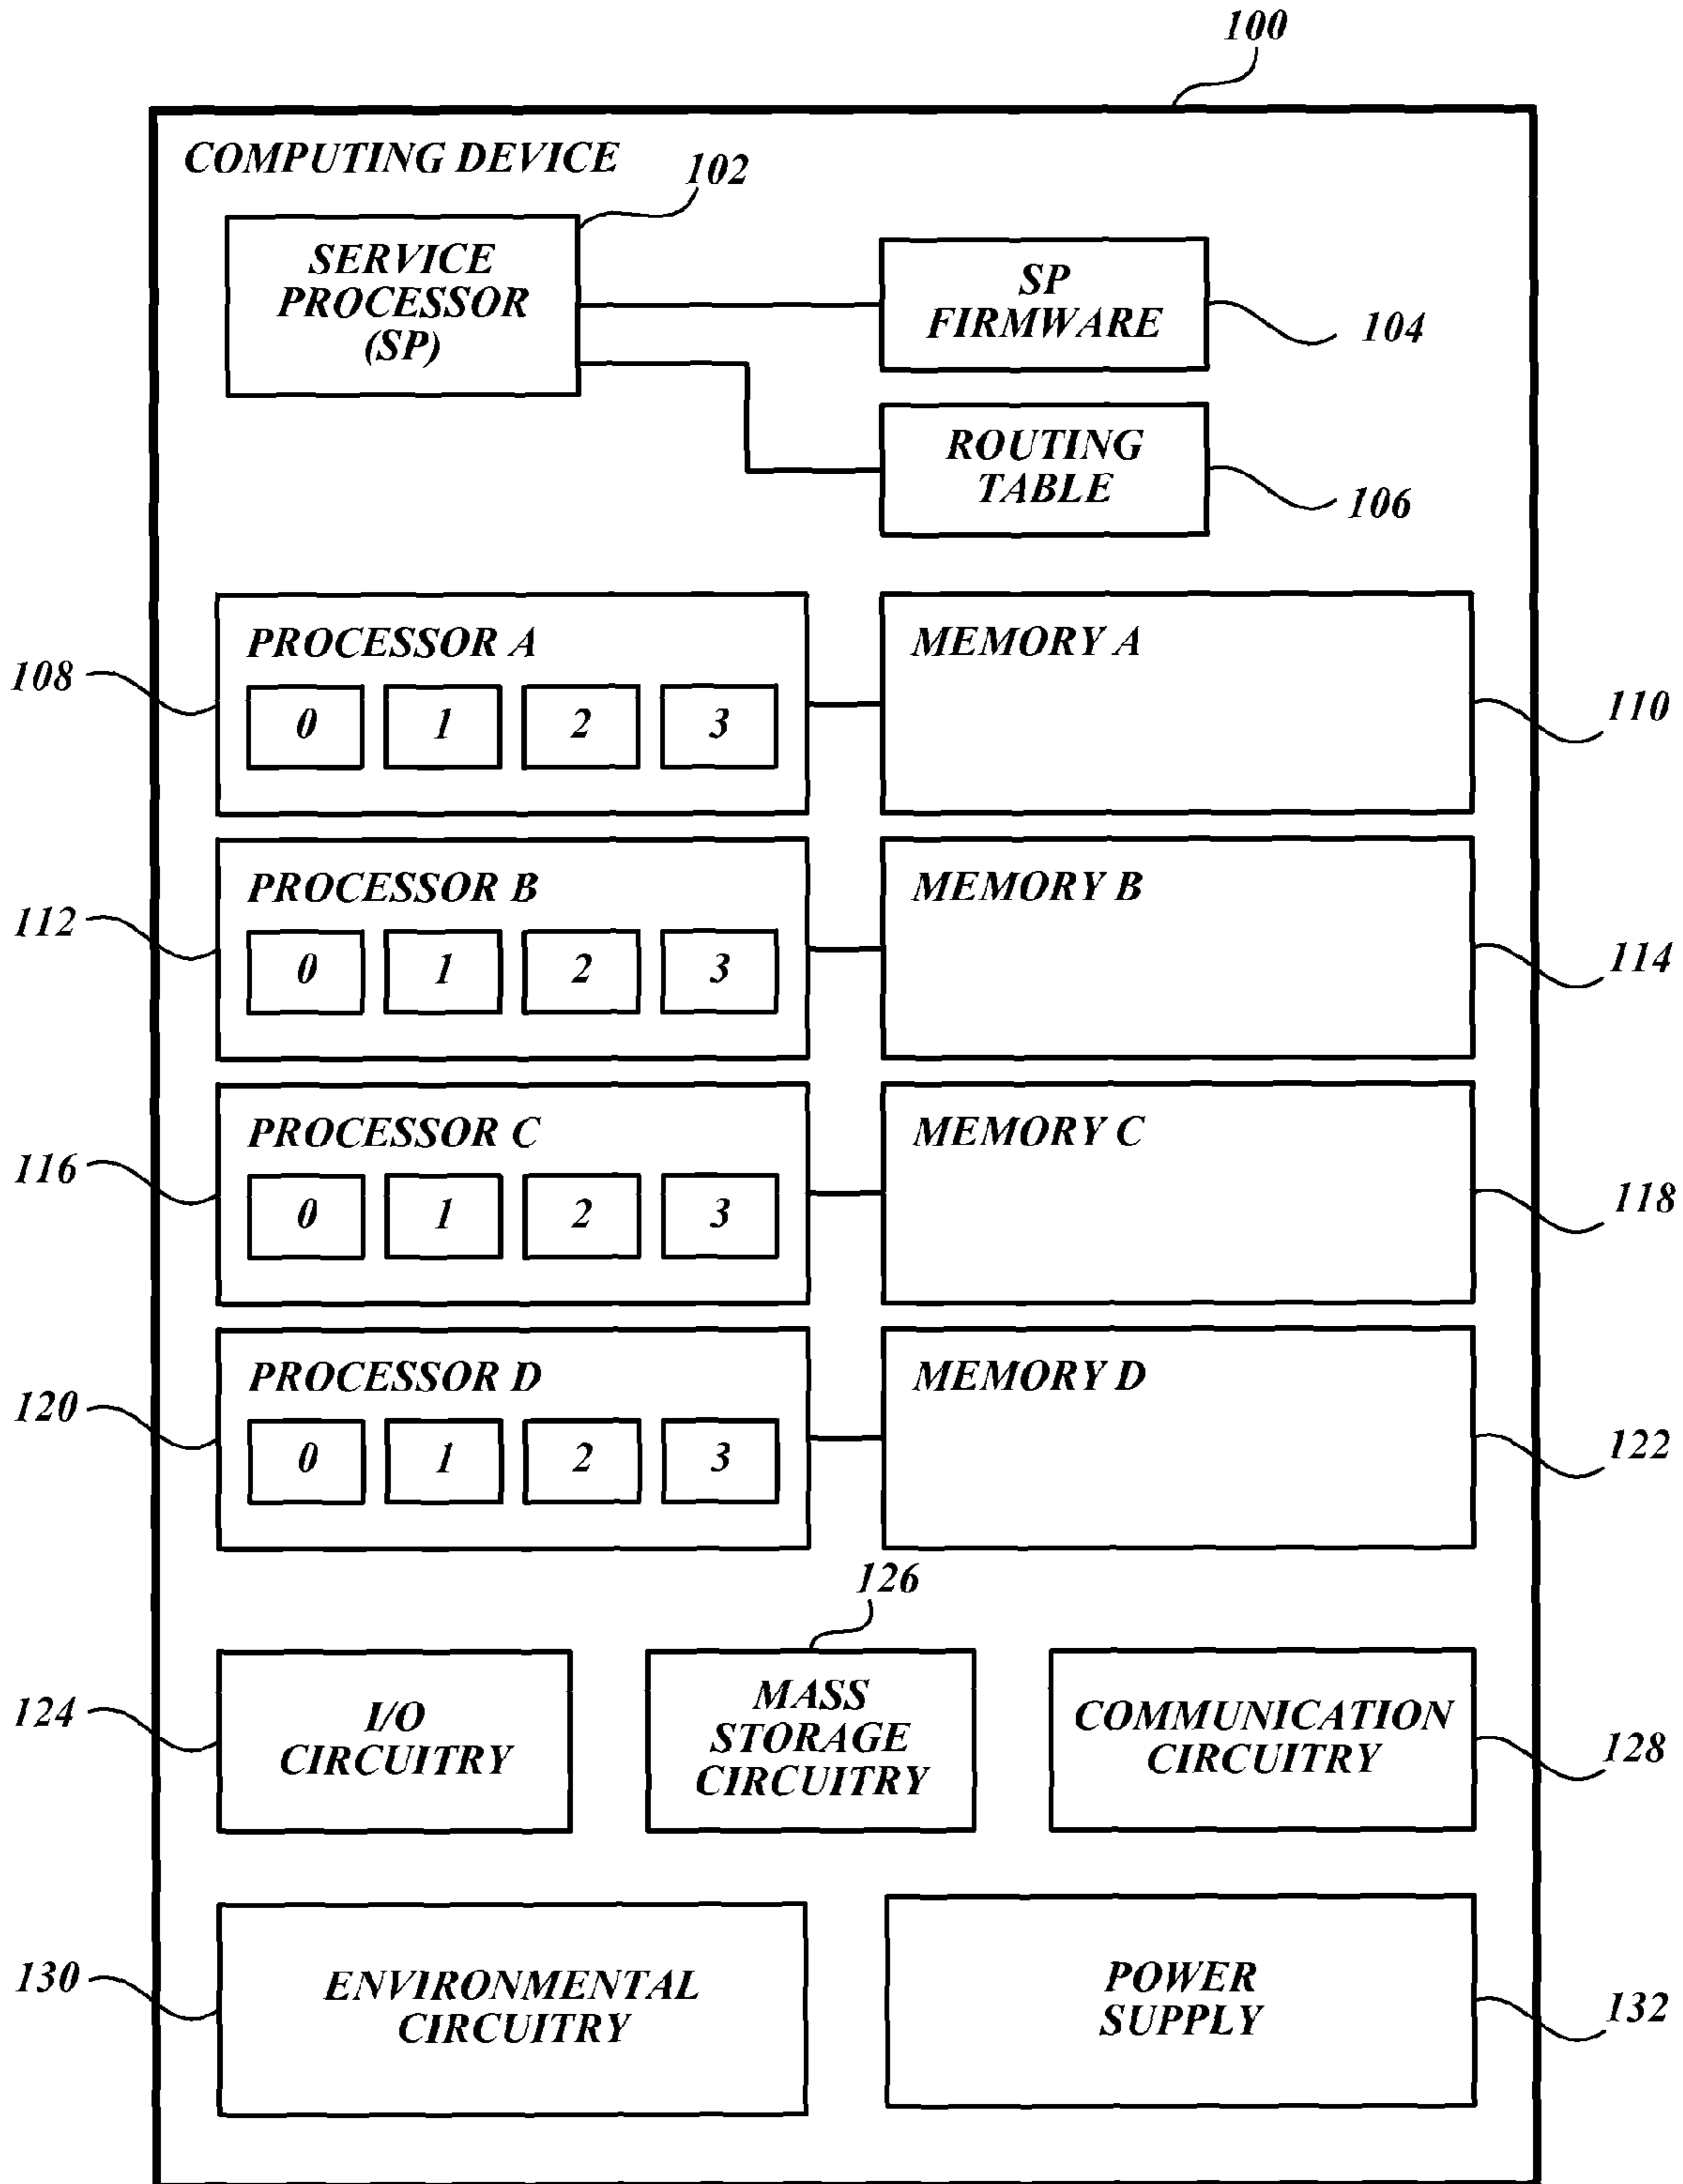 100
COMPUTING DEVICE
102
SERVICE
PROCESSOR
(SP)
SP
FIRMWARE
104
ROUTING
TABLE
106
PROCESSOR A
0 1 2 3
108
MEMORY A
110
PROCESSOR B
0 1 2 3
112
MEMORY B
114
PROCESSOR C
0 1 2 3
116
MEMORY C
118
PROCESSOR D
0 1 2 3
120
MEMORY D
122
124
I/O
CIRCUITRY
126
MASS
STORAGE
CIRCUITRY
COMMUNICATION
CIRCUITRY
128
130
ENVIRONMENTAL
CIRCUITRY
POWER
SUPPLY
132